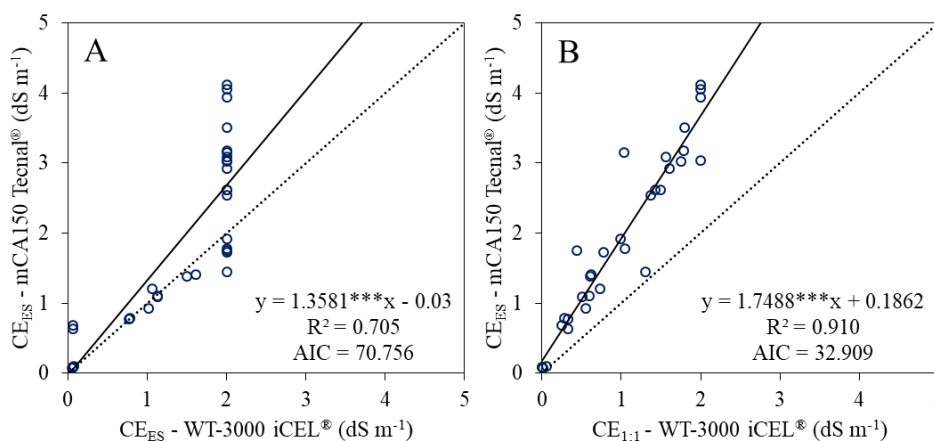 A
CE_ES - mCA150 Tecnal® (dS m⁻¹)
5
4
3
2
1
0
y = 1.3581***x - 0.03
R² = 0.705
AIC = 70.756
0 1 2 3 4 5
CE_ES - WT-3000 iCEL® (dS m⁻¹)
B
CE_ES - mCA150 Tecnal® (dS m⁻¹)
5
4
3
2
1
0
y = 1.7488***x + 0.1862
R² = 0.910
AIC = 32.909
0 1 2 3 4
CE_1:1 - WT-3000 iCEL® (dS m⁻¹)